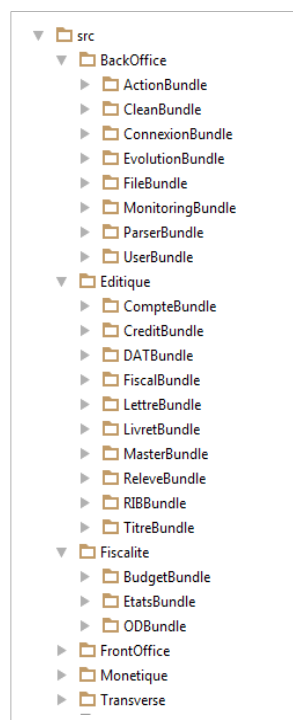 src
BackOffice
ActionBundle
CleanBundle
ConnexionBundle
EvolutionBundle
FileBundle
MonitoringBundle
ParserBundle
UserBundle
Editique
CompteBundle
CreditBundle
DATBundle
FiscalBundle
LettreBundle
LivretBundle
MasterBundle
ReleveBundle
RIBBundle
TitreBundle
Fiscalite
BudgetBundle
EtatsBundle
ODBundle
FrontOffice
Monetique
Transverse